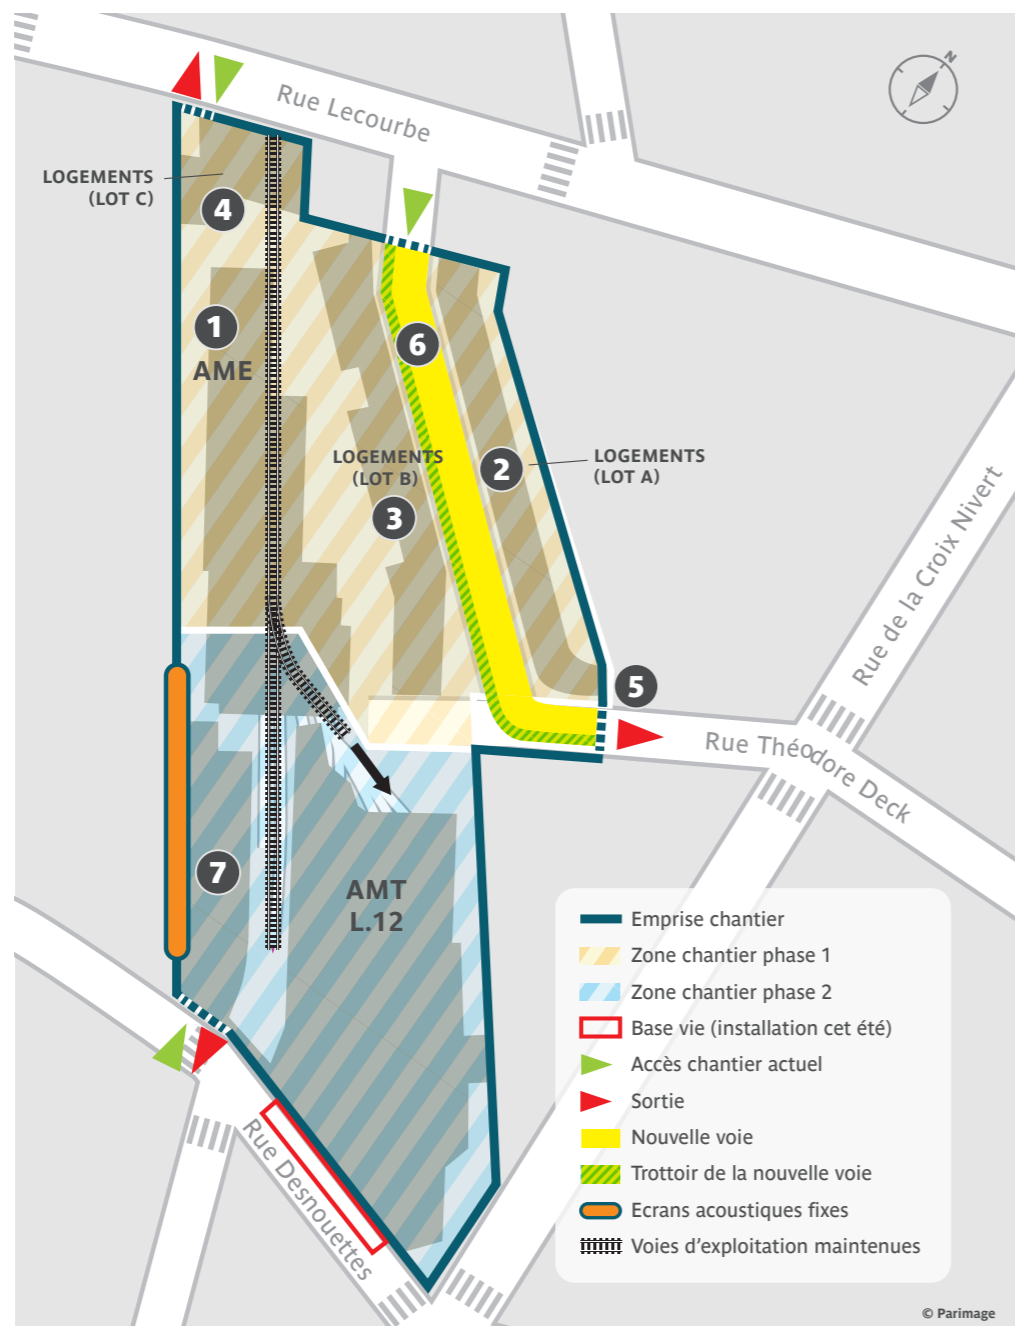 N
Rue Lecourbe
LOGEMENTS
(LOT C)
4
1
AME
6
LOGEMENTS
(LOT B)
3
2
LOGEMENTS
(LOT A)
Rue de la Croix Nivert
5
Rue Théodore Deck
7
AMT
L.12
Rue Desnouettes
Emprise chantier
Zone chantier phase 1
Zone chantier phase 2
Base vie (installation cet été)
Accès chantier actuel
Sortie
Nouvelle voie
Trottoir de la nouvelle voie
Ecrans acoustiques fixes
Voies d'exploitation maintenues
© Parimage